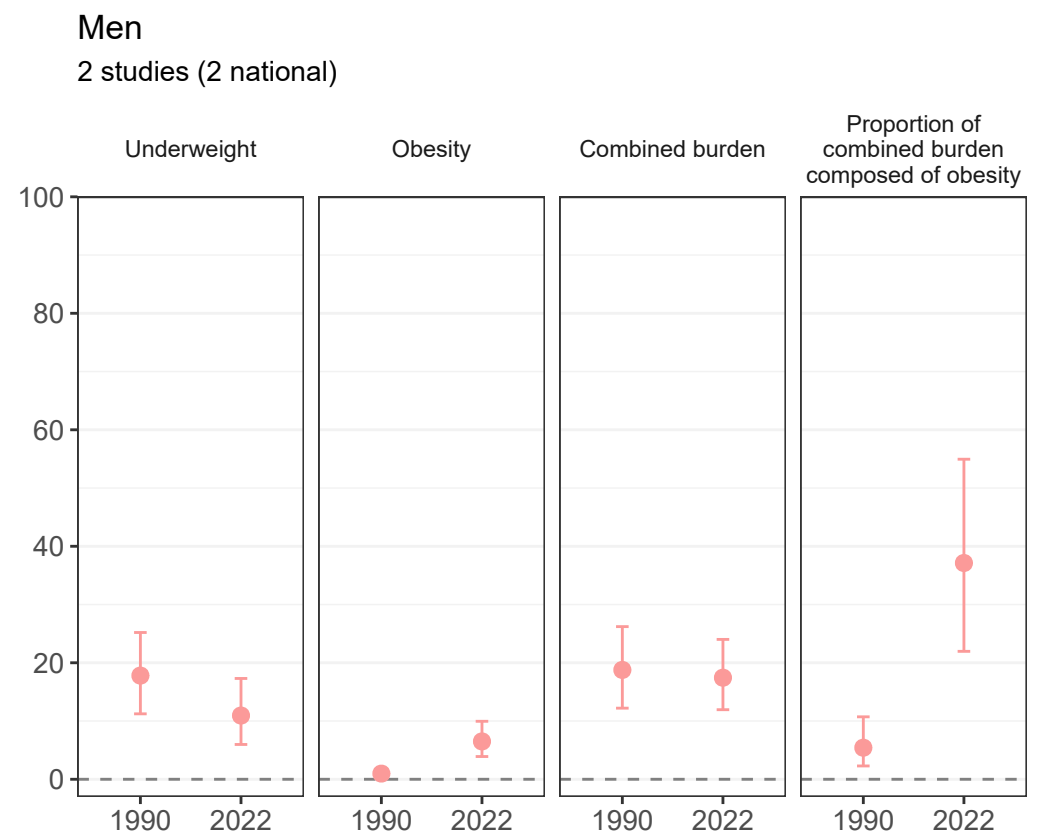 Men
2 studies (2 national)
Underweight
Obesity
Combined burden
Proportion of
combined burden
composed of obesity
100
80
60
40
20
0
1990 2022
1990 2022
1990 2022
1990 2022